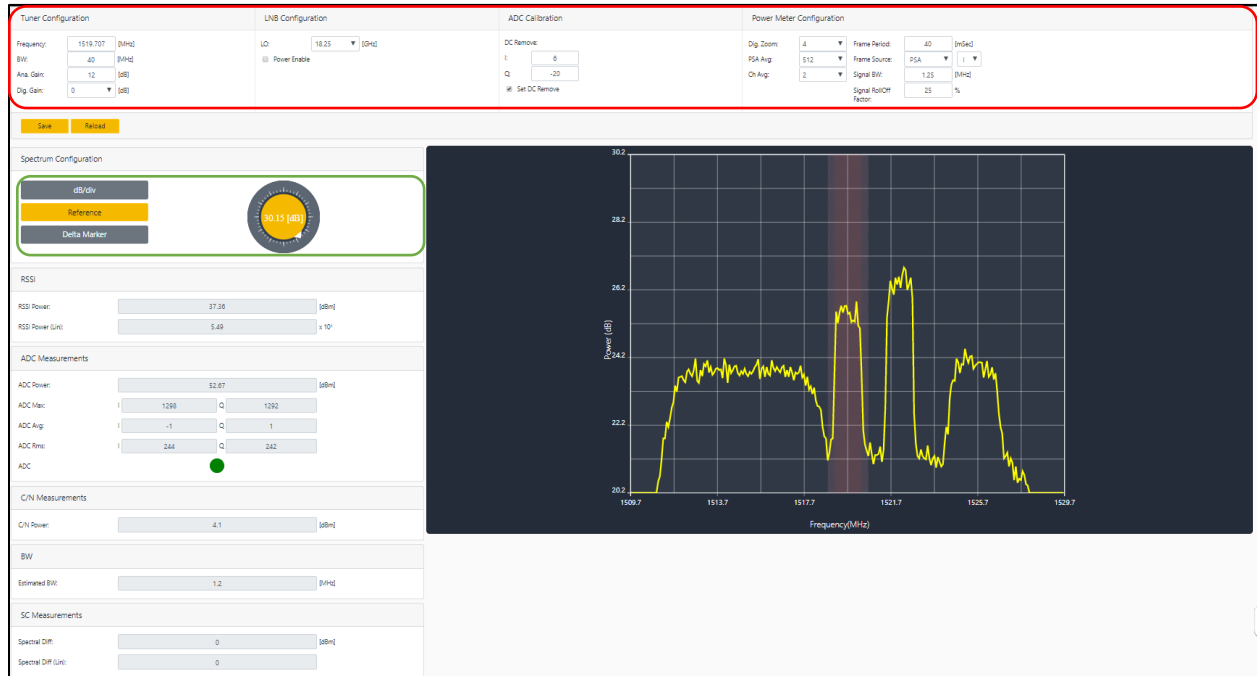 Tuner Configuration
Frequency: 1519.707 [MHz]
BW: 40 [MHz]
Ana. Gain: 12 [dB]
Dig. Gain: 0 [dB]
LNB Configuration
LO: 18.25 [GHz]
Power Enable
ADC Calibration
DC Remove:
I: 6
Q: -20
Set DC Remove
Power Meter Configuration
Dig. Zoom: 4 Frame Period: 40 [mSec]
PSA Avg: 512 Frame Source: PSA I
Ch Avg: 2 Signal BW: 1.25 [MHz]
Signal RollOff Factor: 25 %
Save Reload
Spectrum Configuration
dB/div
Reference
Delta Marker
30.15 [dB]
RSSI
RSSI Power: 37.36 [dBm]
RSSI Power (Lin): 5.49
ADC Measurements
ADC Power: 52.67 [dBm]
ADC Max: I 1298 Q 1292
ADC Avg: I -1 Q 1
ADC Rms: I 244 Q 242
ADC
C/N Measurements
C/N Power: 4.1 [dBm]
BW
Estimated BW: 1.2 [MHz]
SC Measurements
Spectral Diff: 0 [dBm]
Spectral Diff (Lin): 0
30.2
28.2
26.2
24.2
22.2
20.2
Power (dB)
1509.7 1513.7 1517.7 1521.7 1525.7 1529.7
Frequency(MHz)